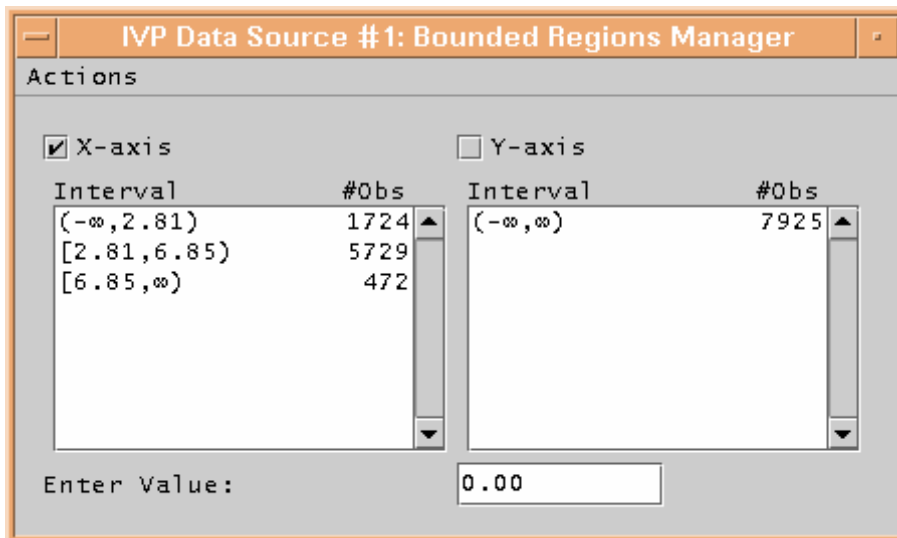 IVP Data Source #1: Bounded Regions Manager
Actions
X-axis Y-axis
Interval #Obs Interval #Obs
(-∞,2.81) 1724 (-∞,∞) 7925
[2.81,6.85) 5729
[6.85,∞) 472
Enter Value: 0.00